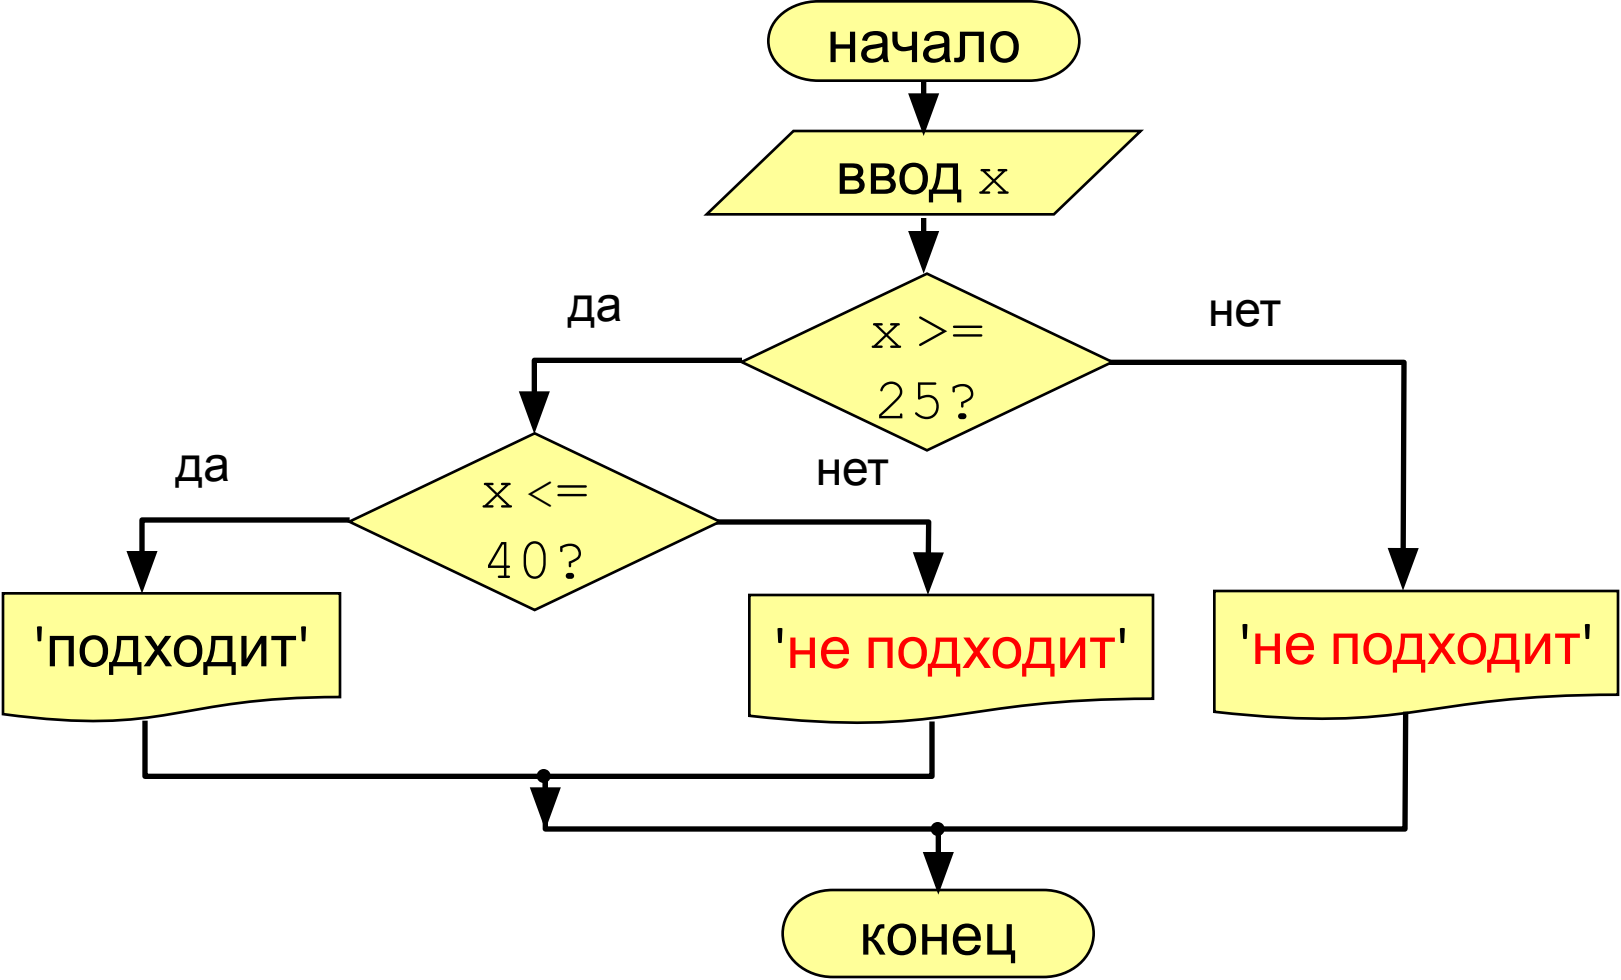 начало
ввод x
да
нет
x >=
25?
да
нет
x <=
40?
'подходит'
'не подходит'
'не подходит'
конец